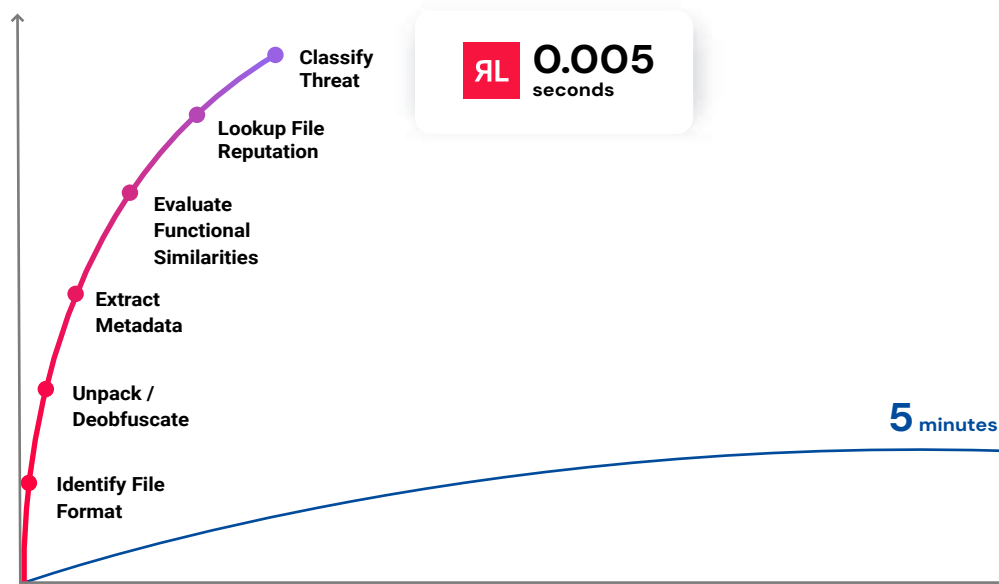 Classify
Threat
ЯL
0.005
seconds
Lookup File
Reputation
Evaluate
Functional
Similarities
Extract
Metadata
Unpack /
Deobfuscate
5 minutes
Identify File
Format